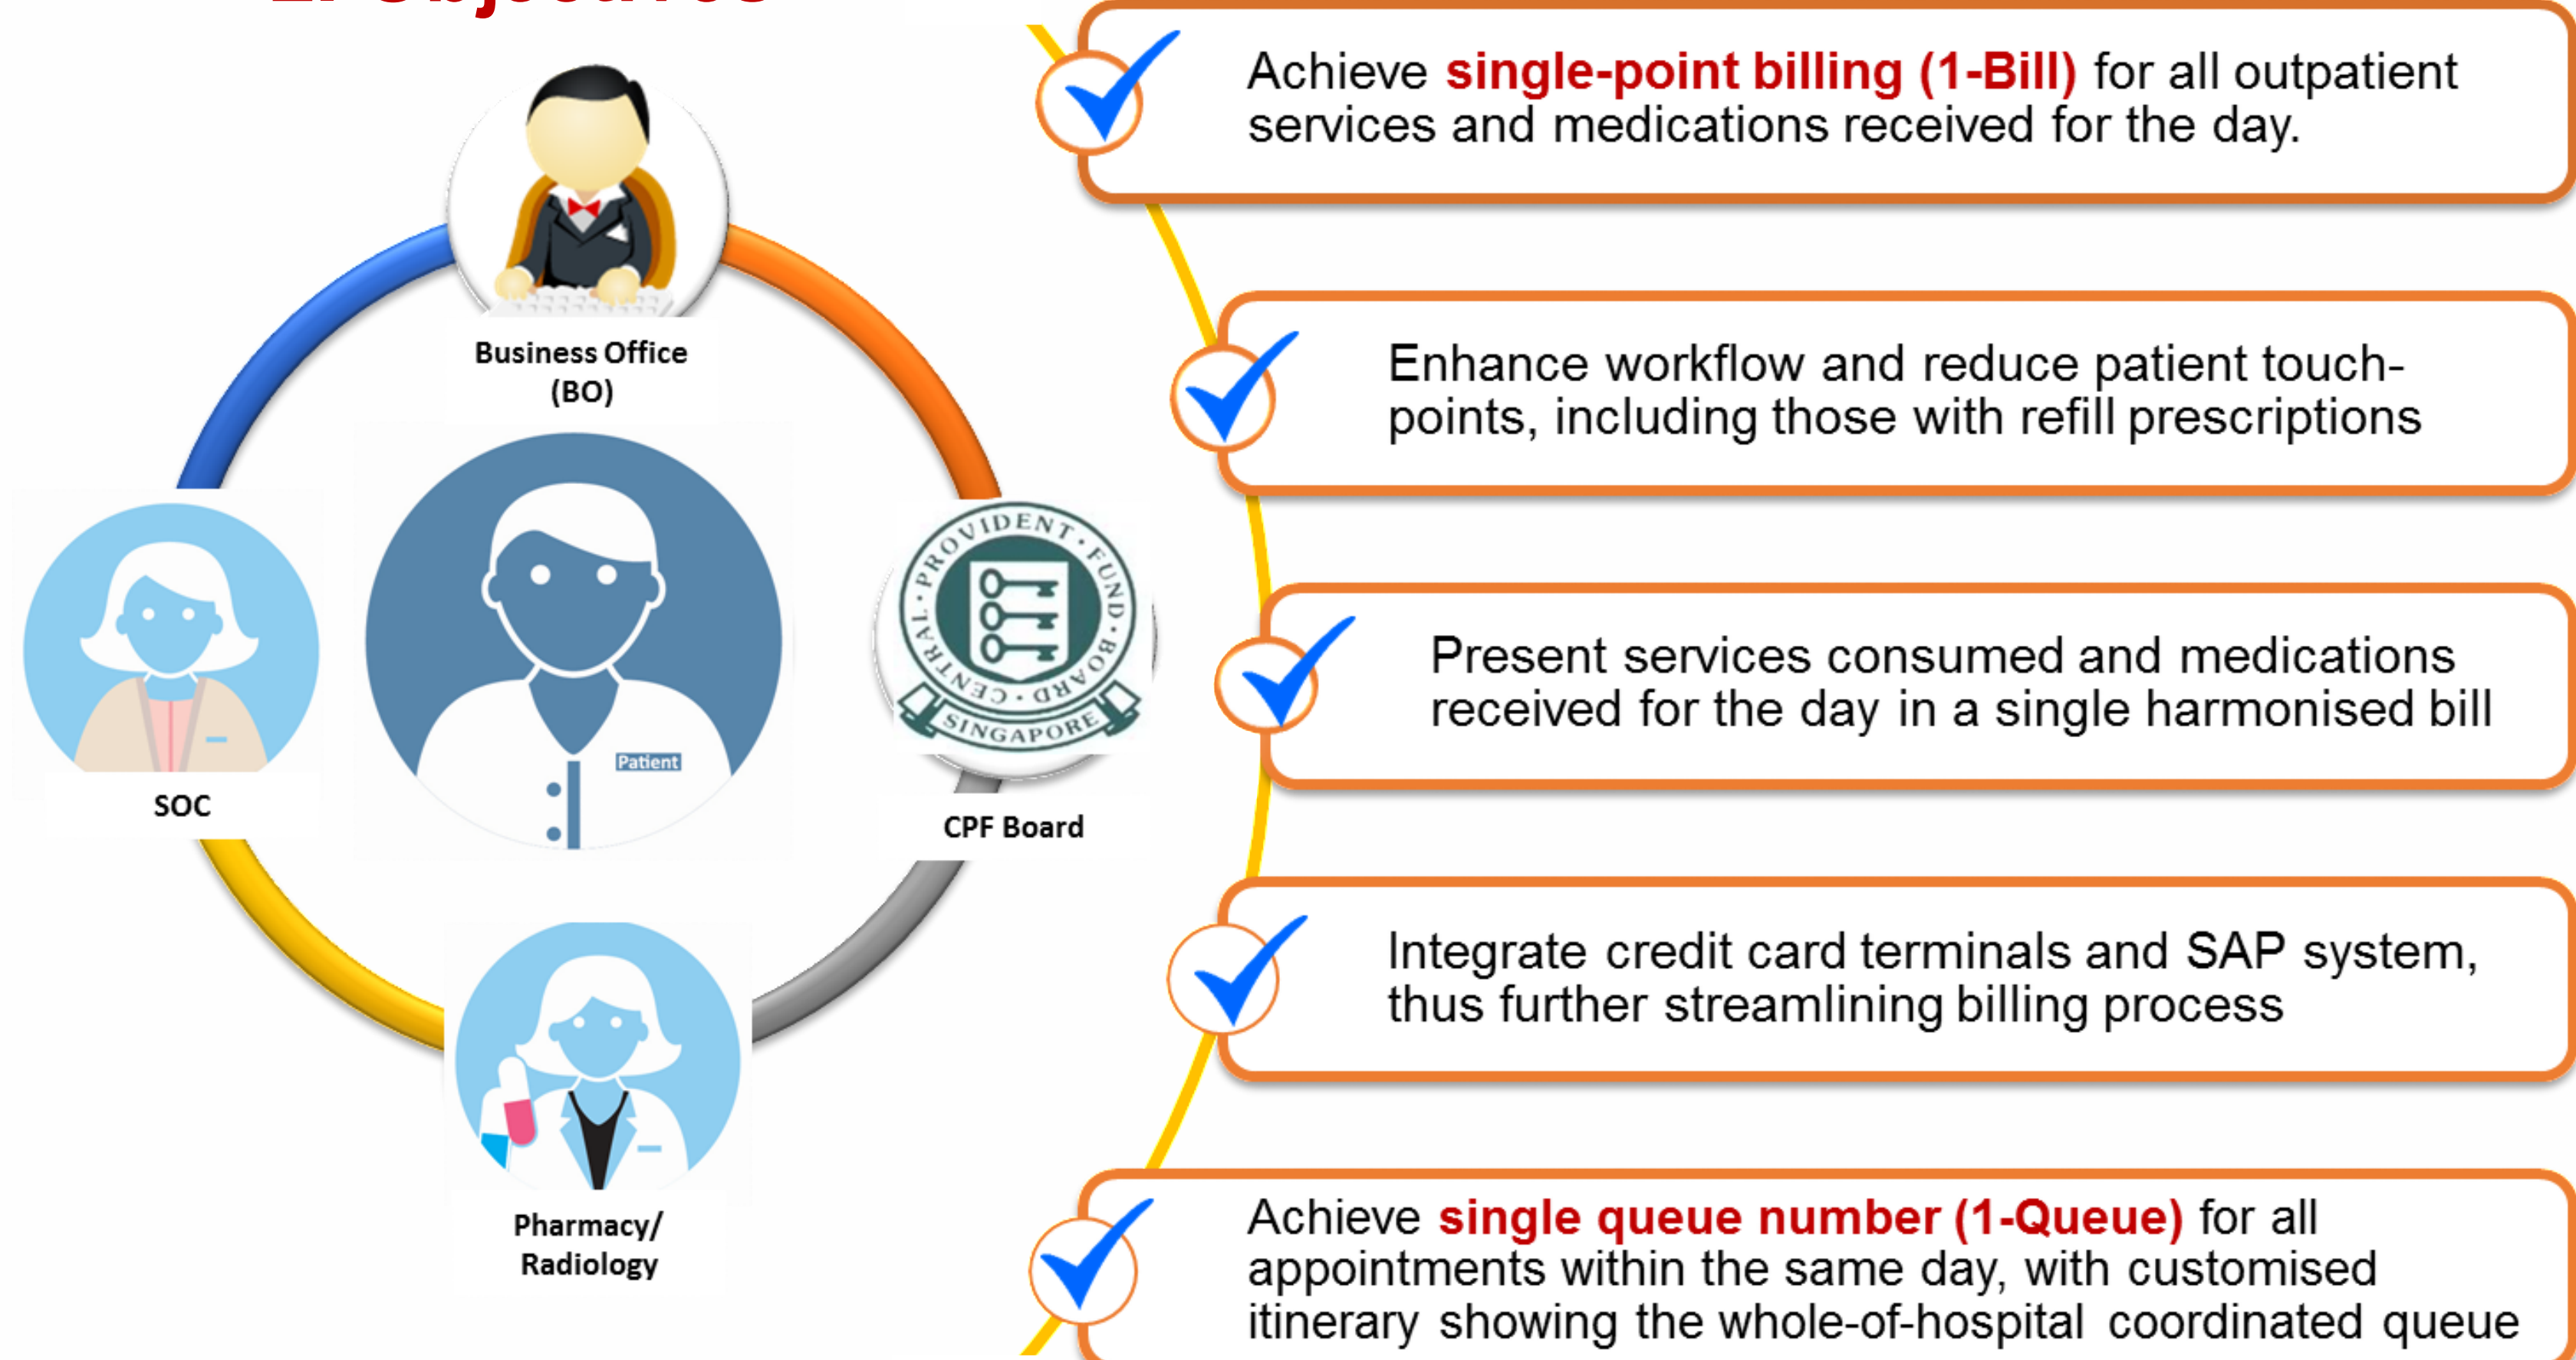 2. Objectives
Achieve single-point billing (1-Bill) for all outpatient
services and medications received for the day.
Enhance workflow and reduce patient touch-
points, including those with refill prescriptions
Present services consumed and medications
received for the day in a single harmonised bill
Integrate credit card terminals and SAP system,
thus further streamlining billing process
Achieve single queue number (1-Queue) for all
appointments within the same day, with customised
itinerary showing the whole-of-hospital coordinated queue
Business Office
(BO)
Patient
SOC
CENTRAL · PROVIDENT · FUND · BOARD
SINGAPORE
CPF Board
Pharmacy/
Radiology